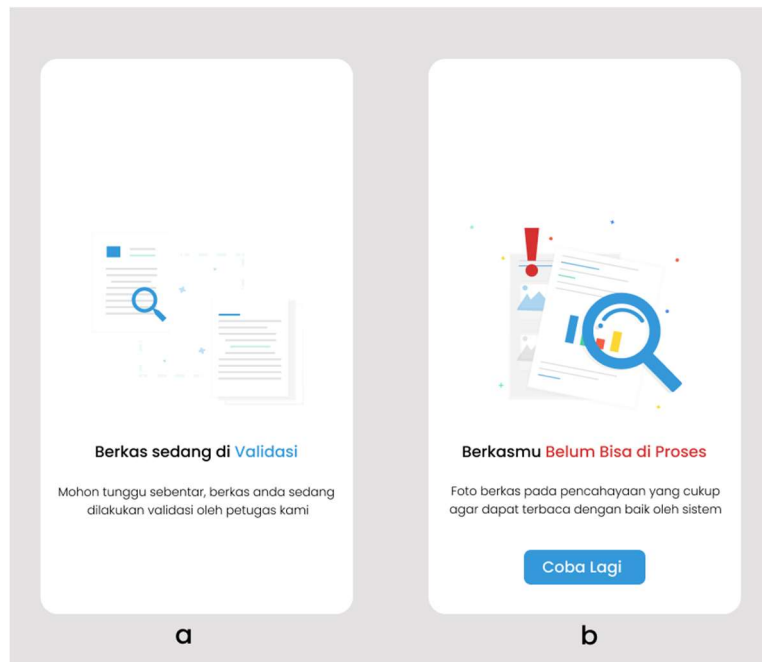 Berkas sedang di Validasi
Mohon tunggu sebentar, berkas anda sedang
dilakukan validasi oleh petugas kami
a
Berkasmu Belum Bisa di Proses
Foto berkas pada pencahayaan yang cukup
agar dapat terbaca dengan baik oleh sistem
Coba Lagi
b